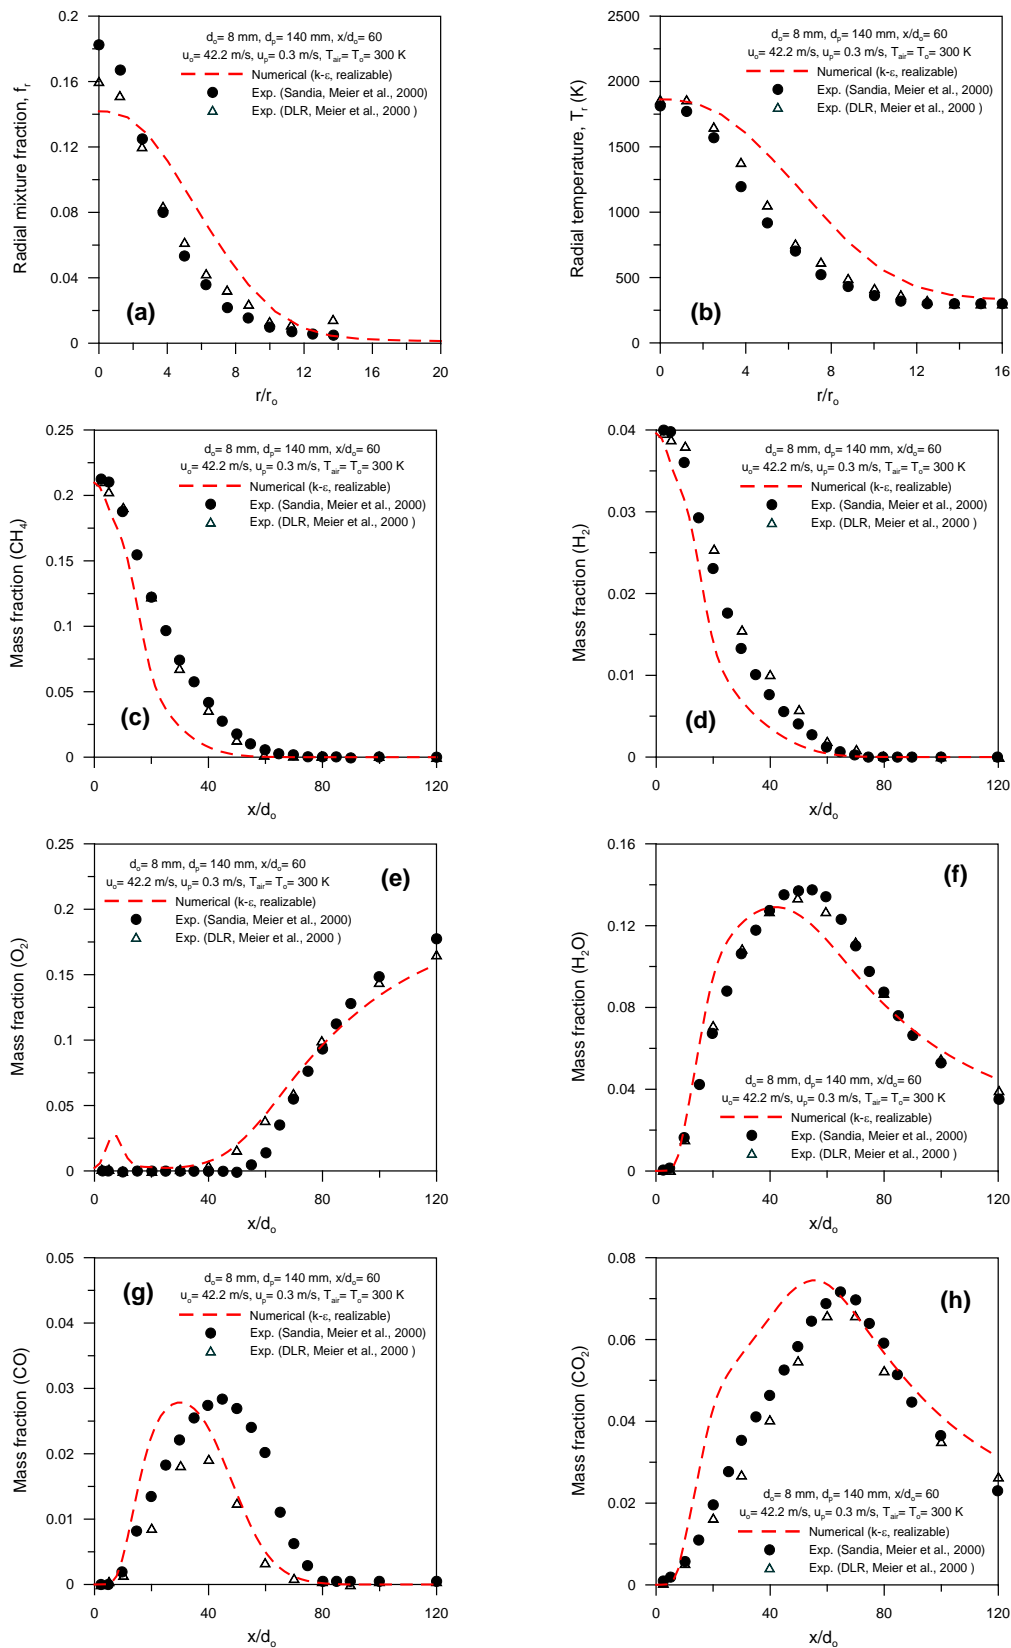 0.2
0.16
0.12
0.08
0.04
0
Radial mixture fraction, fr
do= 8 mm, dp= 140 mm, x/do= 60
uo= 42.2 m/s, up= 0.3 m/s, Tair= To= 300 K
Numerical (k-ε, realizable)
Exp. (Sandia, Meier et al., 2000)
Exp. (DLR, Meier et al., 2000 )
(a)
0 4 8 12 16 20
r/ro
2500
2000
1500
1000
500
0
Radial temperature, Tr (K)
do= 8 mm, dp= 140 mm, x/do= 60
uo= 42.2 m/s, up= 0.3 m/s, Tair= To= 300 K
Numerical (k-ε, realizable)
Exp. (Sandia, Meier et al., 2000)
Exp. (DLR, Meier et al., 2000 )
(b)
0 4 8 12 16
r/ro
0.25
0.2
0.15
0.1
0.05
0
Mass fraction (CH4)
do= 8 mm, dp= 140 mm, x/do= 60
uo= 42.2 m/s, up= 0.3 m/s, Tair= To= 300 K
Numerical (k-ε, realizable)
Exp. (Sandia, Meier et al., 2000)
Exp. (DLR, Meier et al., 2000 )
(c)
0 40 80 120
x/do
0.04
0.03
0.02
0.01
0
Mass fraction (H2)
do= 8 mm, dp= 140 mm, x/do= 60
uo= 42.2 m/s, up= 0.3 m/s, Tair= To= 300 K
Numerical (k-ε, realizable)
Exp. (Sandia, Meier et al., 2000)
Exp. (DLR, Meier et al., 2000 )
(d)
0 40 80 120
x/do
0.25
0.2
0.15
0.1
0.05
0
Mass fraction (O2)
do= 8 mm, dp= 140 mm, x/do= 60
uo= 42.2 m/s, up= 0.3 m/s, Tair= To= 300 K
Numerical (k-ε, realizable)
Exp. (Sandia, Meier et al., 2000)
Exp. (DLR, Meier et al., 2000 )
(e)
0 40 80 120
x/do
0.16
0.12
0.08
0.04
0
Mass fraction (H2O)
(f)
do= 8 mm, dp= 140 mm, x/do= 60
uo= 42.2 m/s, up= 0.3 m/s, Tair= To= 300 K
Numerical (k-ε, realizable)
Exp. (Sandia, Meier et al., 2000)
Exp. (DLR, Meier et al., 2000 )
0 40 80 120
x/do
0.05
0.04
0.03
0.02
0.01
0
Mass fraction (CO)
(g)
do= 8 mm, dp= 140 mm, x/do= 60
uo= 42.2 m/s, up= 0.3 m/s, Tair= To= 300 K
Numerical (k-ε, realizable)
Exp. (Sandia, Meier et al., 2000)
Exp. (DLR, Meier et al., 2000 )
0 40 80 120
x/do
0.08
0.06
0.04
0.02
0
Mass fraction (CO2)
(h)
do= 8 mm, dp= 140 mm, x/do= 60
uo= 42.2 m/s, up= 0.3 m/s, Tair= To= 300 K
Numerical (k-ε, realizable)
Exp. (Sandia, Meier et al., 2000)
Exp. (DLR, Meier et al., 2000 )
0 40 80 120
x/do